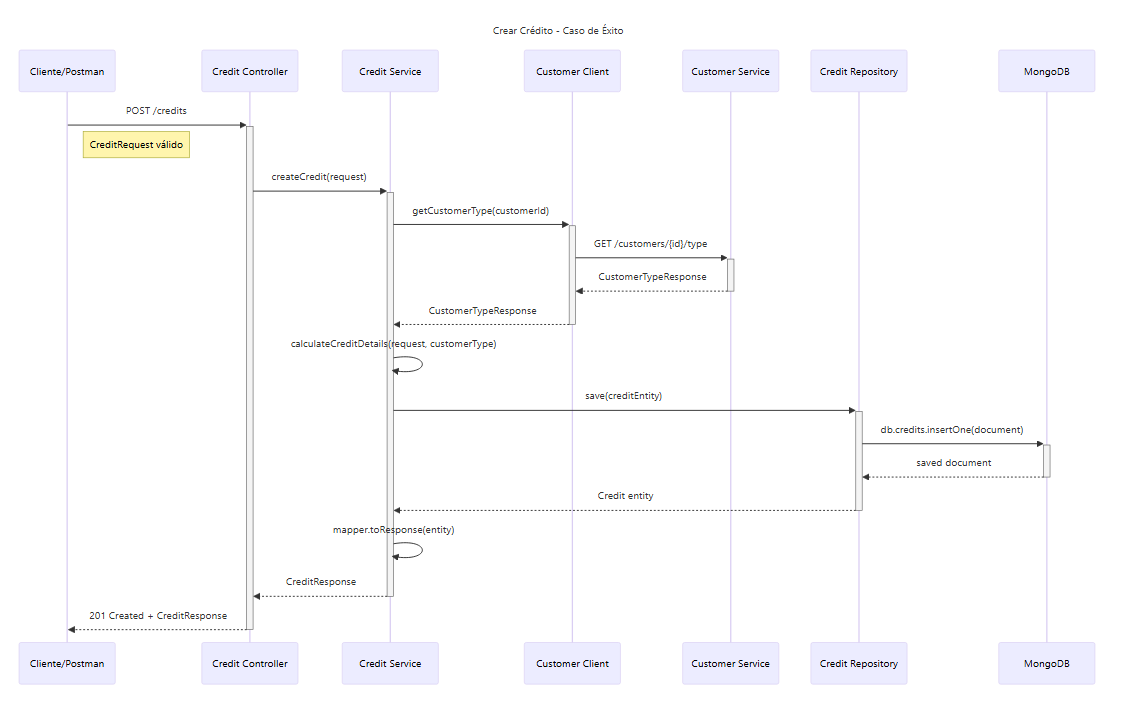 Crear Crédito - Caso de Éxito
Cliente/Postman
Credit Controller
Credit Service
Customer Client
Customer Service
Credit Repository
MongoDB
POST /credits
CreditRequest válido
createCredit(request)
getCustomerType(customerId)
GET /customers/{id}/type
CustomerTypeResponse
CustomerTypeResponse
calculateCreditDetails(request, customerType)
save(creditEntity)
db.credits.insertOne(document)
saved document
Credit entity
mapper.toResponse(entity)
CreditResponse
201 Created + CreditResponse
Cliente/Postman
Credit Controller
Credit Service
Customer Client
Customer Service
Credit Repository
MongoDB